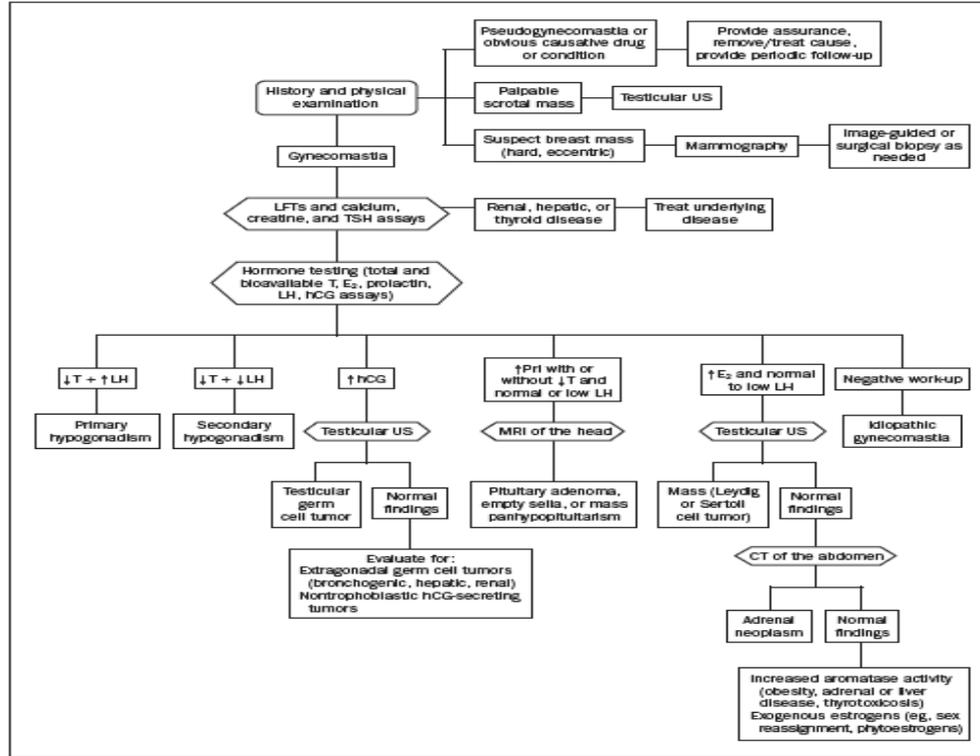 Pseudogynecomastia or
obvious causative drug
or condition
Provide assurance,
remove/treat cause,
provide periodic follow-up
History and physical
examination
Palpable
scrotal mass
Testicular US
Suspect breast mass
(hard, eccentric)
Mammography
Image-guided or
surgical biopsy as
needed
Gynecomastia
LFTs and calcium,
creatine, and TSH assays
Renal, hepatic, or
thyroid disease
Treat underlying
disease
Hormone testing (total and
bioavailable T, E₂, prolactin,
LH, hCG assays)
↓T + ↑LH
Primary
hypogonadism
↓T + ↓LH
Secondary
hypogonadism
↑hCG
Testicular US
Testicular
germ
cell tumor
Normal
findings
Evaluate for:
Extragonadal germ cell tumors
(bronchogenic, hepatic, renal)
Nontrophoblastic hCG-secreting
tumors
↑Prl with or
without ↓T and
normal or low LH
MRI of the head
Pituitary adenoma,
empty sella, or mass
panhypopituitarism
↑E₂ and normal
to low LH
Testicular US
Mass (Leydig
or Sertoli
cell tumor)
Normal
findings
CT of the abdomen
Adrenal
neoplasm
Normal
findings
Increased aromatase activity
(obesity, adrenal or liver
disease, thyrotoxicosis)
Exogenous estrogens (eg, sex
reassignment, phytoestrogens)
Negative work-up
Idiopathic
gynecomastia